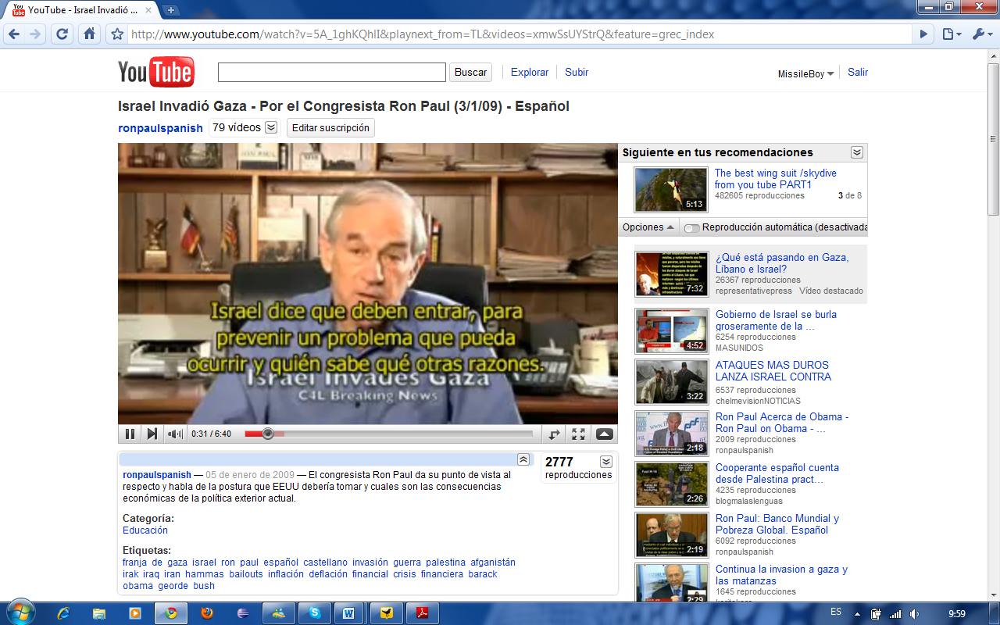 YouTube - Israel Invadió ...
http://www.youtube.com/watch?v=5A_1ghKQhlI&playnext_from=TL&videos=xmwSsUYStrQ&feature=grec_index
YouTube
Buscar
Explorar
Subir
MissileBoy
Salir
Israel Invadió Gaza - Por el Congresista Ron Paul (3/1/09) - Español
ronpaulspanish
79 vídeos
Editar suscripción
Israel dice que deben entrar, para
prevenir un problema que pueda
ocurrir y quién sabe qué otras razones.
Israel Invades Gaza
C4L Breaking News
0:31 / 6:40
ronpaulspanish — 05 de enero de 2009 — El congresista Ron Paul da su punto de vista al
respecto y habla de la postura que EEUU debería tomar y cuales son las consecuencias
económicas de la política exterior actual.
Categoría:
Educación
Etiquetas:
franja de gaza israel ron paul español castellano invasión guerra palestina afganistán
irak iraq iran hammas bailouts inflación deflación financial crisis financiera barack
obama georde bush
2777
reproducciones
Siguiente en tus recomendaciones
The best wing suit /skydive
from you tube PART1
482605 reproducciones
3 de 8
5:13
Opciones
Reproducción automática (desactivada
¿Qué está pasando en Gaza,
Líbano e Israel?
26367 reproducciones
representativepress Vídeo destacado
7:32
Gobierno de Israel se burla
groseramente de la ...
6254 reproducciones
MASUNIDOS
4:52
ATAQUES MAS DUROS
LANZA ISRAEL CONTRA
6537 reproducciones
chelmevisionNOTICIAS
3:22
Ron Paul Acerca de Obama -
Ron Paul on Obama - ...
2009 reproducciones
ronpaulspanish
2:18
Cooperante español cuenta
desde Palestina pract...
4235 reproducciones
blogmaslenguas
2:26
Ron Paul: Banco Mundial y
Pobreza Global. Español
6092 reproducciones
ronpaulspanish
2:19
Continua la invasion a gaza y
las matanzas
1645 reproducciones
2:29
ES
9:59